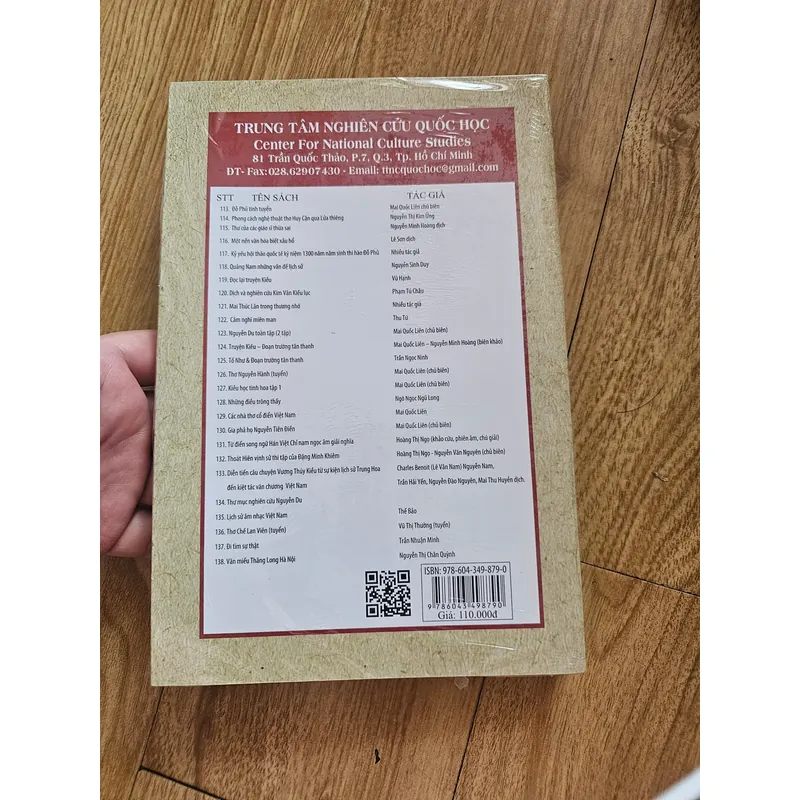 TRUNG TÂM NGHIÊN CỨU QUỐC HỌC
Center For National Culture Studies
81 Trần Quốc Thảo, P.7, Q.3, Tp. Hồ Chí Minh
ĐT- Fax:028.62907430 - Email: ttncquochoc@gmail.com
STT TÊN SÁCH TÁC GIẢ
113. Đỗ Phủ tinh tuyển Mai Quốc Liên chủ biên
114. Phong cách nghệ thuật thơ Huy Cận qua Lửa thiêng Nguyễn Thị Kim Ửng
115. Thư của các giáo sĩ thừa sai Nguyễn Minh Hoàng dịch
116. Một nền văn hóa biết xấu hổ Lê Sơn dịch
117. Kỷ yếu hội thảo quốc tế kỷ niệm 1300 năm năm sinh thi hào Đỗ Phủ Nhiều tác giả
118. Quảng Nam những vấn đề lịch sử Nguyễn Sinh Duy
119. Đọc lại truyện Kiều Vũ Hạnh
120. Dịch và nghiên cứu Kim Vân Kiều lục Phạm Tú Châu
121. Mai Thúc Lân trong thương nhớ Nhiều tác giả
122. Cảm nghĩ miên man Thu Tứ
123. Nguyễn Du toàn tập (2 tập) Mai Quốc Liên (chủ biên)
124. Truyện Kiều – Đoạn trường tân thanh Mai Quốc Liên – Nguyễn Minh Hoàng (biên khảo)
125. Tố Như & Đoạn trường tân thanh Trần Ngọc Ninh
126. Thơ Nguyễn Hành (tuyển) Mai Quốc Liên (chủ biên)
127. Kiều học tinh hoa tập 1 Mai Quốc Liên (chủ biên)
128. Những điều trông thấy Ngô Ngọc Ngũ Long
129. Các nhà thơ cổ điển Việt Nam Mai Quốc Liên
130. Gia phả họ Nguyễn Tiên Điền Mai Quốc Liên (chủ biên)
131. Từ điển song ngữ Hán Việt Chỉ nam ngọc âm giải nghĩa Hoàng Thị Ngọ (khảo cứu, phiên âm, chú giải)
132. Thoát Hiên vịnh sử thi tập của Đặng Minh Khiêm Hoàng Thị Ngọ - Nguyễn Văn Nguyên (chủ biên)
133. Diễn tiến câu chuyện Vương Thúy Kiều từ sự kiện lịch sử Trung Hoa Charles Benoit (Lê Vân Nam) Nguyễn Nam,
đến kiệt tác văn chương Việt Nam Trần Hải Yến, Nguyễn Đào Nguyên, Mai Thu Huyền dịch.
134. Thư mục nghiên cứu Nguyễn Du
135. Lịch sử âm nhạc Việt Nam Thế Bảo
136. Thơ Chế Lan Viên (tuyển) Vũ Thị Thường (tuyển)
137. Đi tìm sự thật Trần Nhuận Minh
138. Văn miếu Thăng Long Hà Nội Nguyễn Thị Chân Quỳnh
ISBN: 978-604-349-879-0
9 786043 498790
Giá: 110.000đ